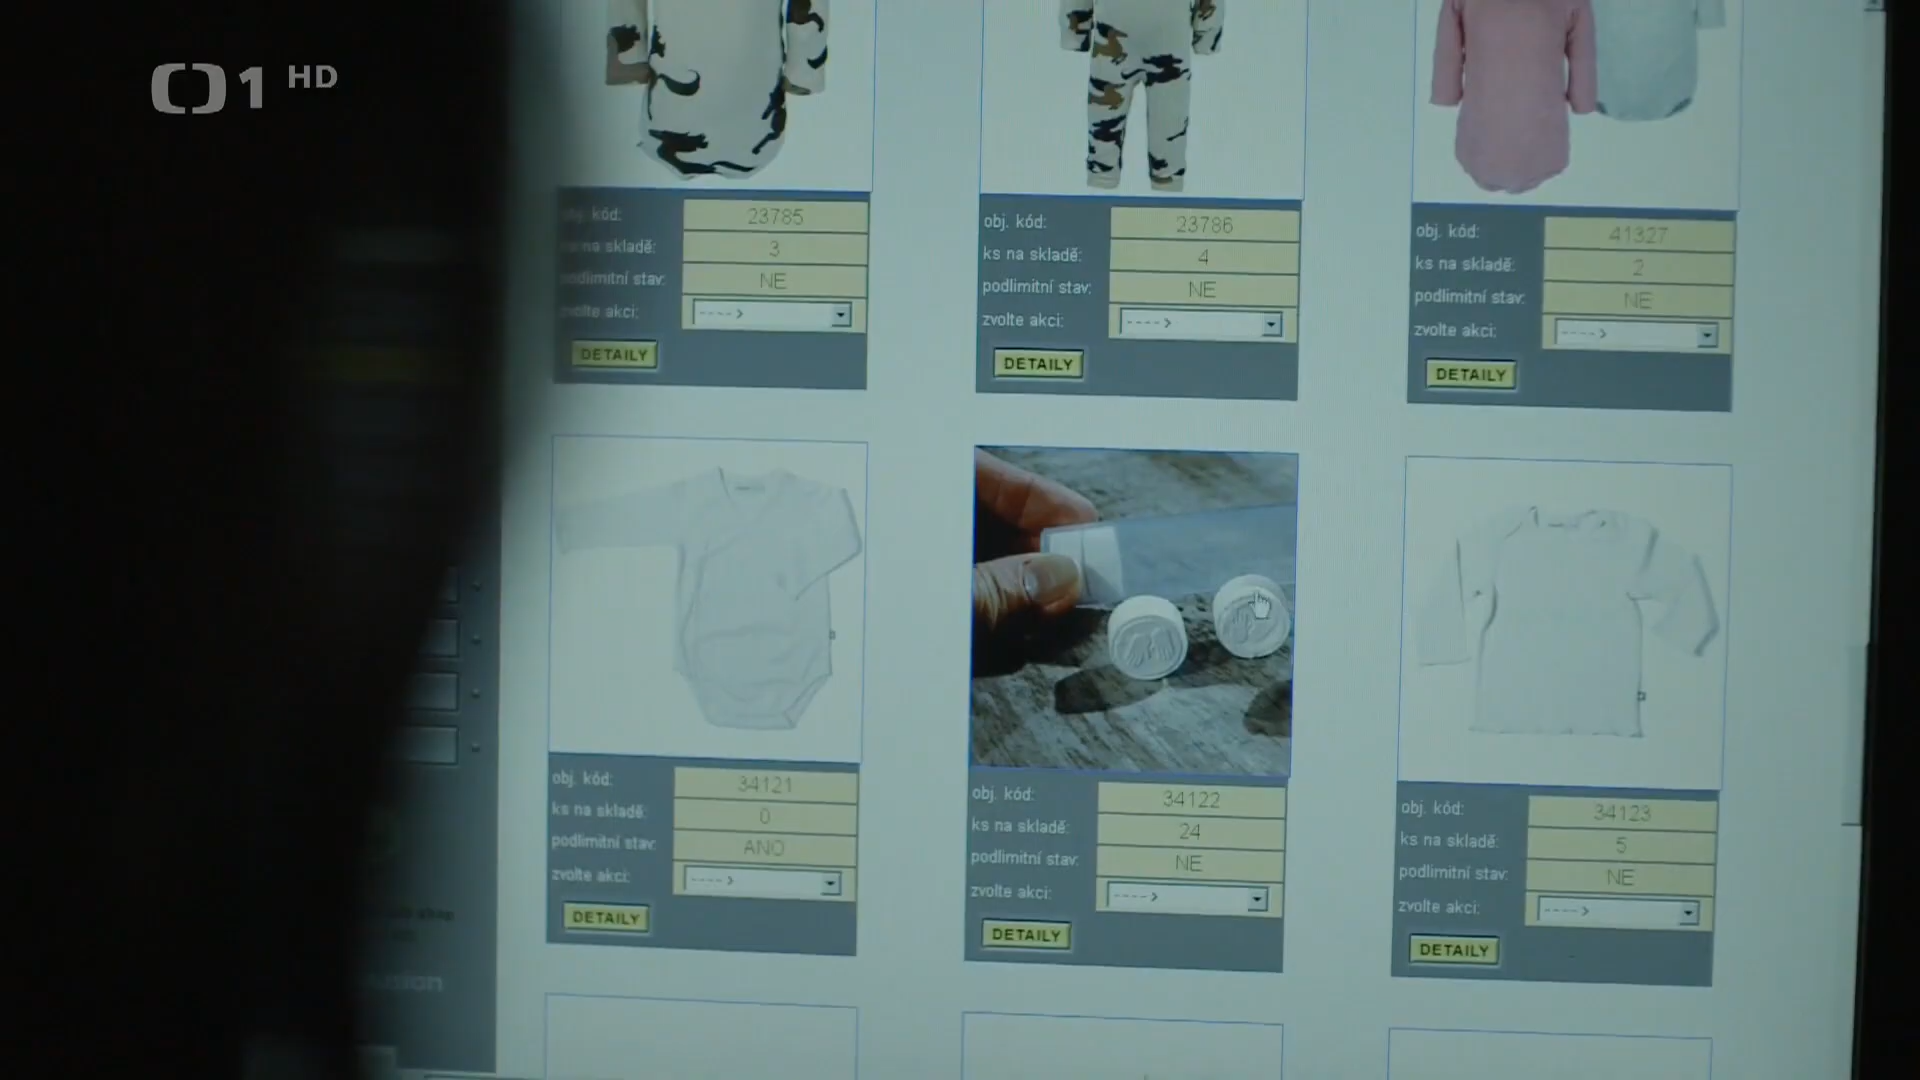 1 HD
obj. kód: 23785
ks na skladě: 3
podlimitní stav: NE
zvolte akci: ---->
DETAILY
obj. kód: 23786
ks na skladě: 4
podlimitní stav: NE
zvolte akci: ---->
DETAILY
obj. kód: 41327
ks na skladě: 2
podlimitní stav: NE
zvolte akci: ---->
DETAILY
obj. kód: 34121
ks na skladě: 0
podlimitní stav: ANO
zvolte akci: ---->
DETAILY
obj. kód: 34122
ks na skladě: 24
podlimitní stav: NE
zvolte akci: ---->
DETAILY
obj. kód: 34123
ks na skladě: 5
podlimitní stav: NE
zvolte akci: ---->
DETAILY